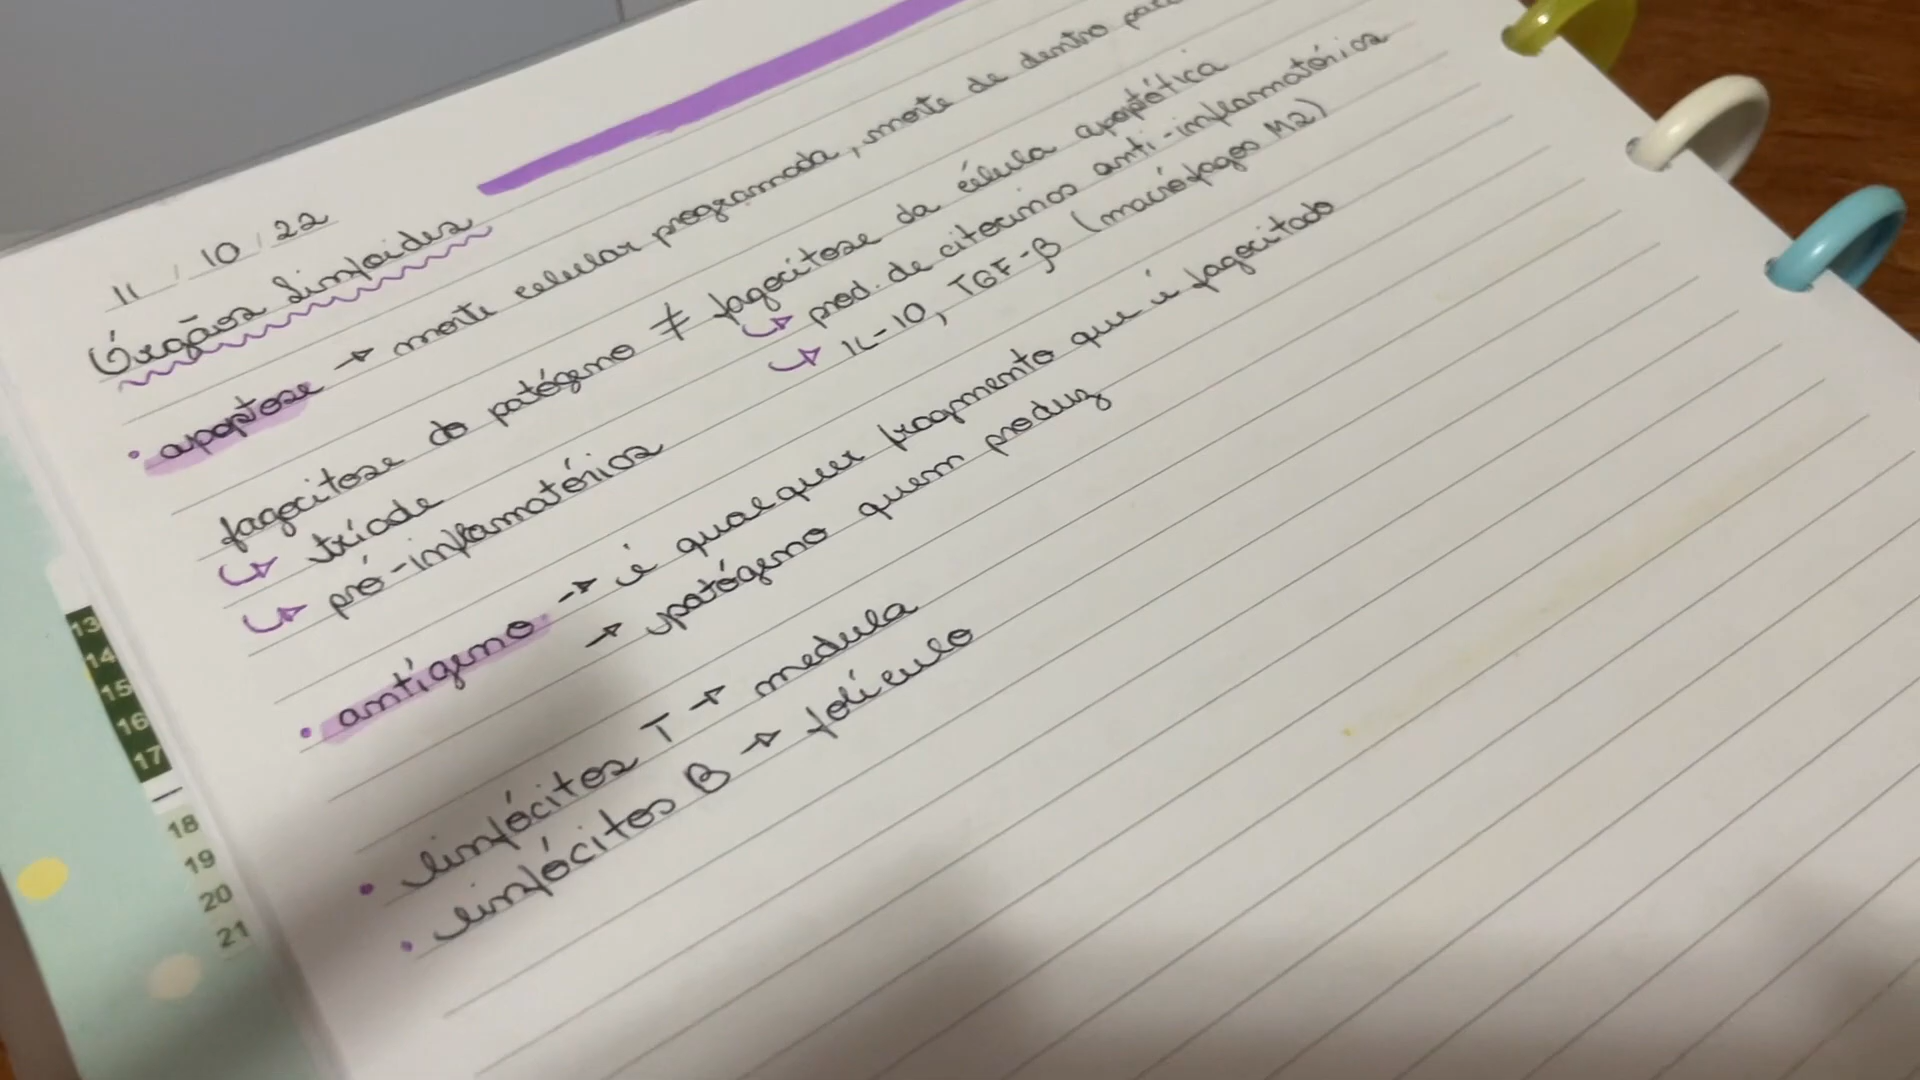 11 / 10 / 22
Órgãos Linfoides
• apoptose → morte celular programada, morte de dentro para
fagocitose do patógeno ≠ fagocitose da célula apoptótica
↪ tríade
↪ prod. de citocinas anti-inflamatórias
↪ pró-inflamatórios
↪ IL-10, TGF-β (macrófagos M2)
• antígeno → é qualquer fragmento que é fagocitado
→ patógeno quem produz
• linfócitos T → medula
• linfócitos B → folículo
13
14
15
16
17
18
19
20
21